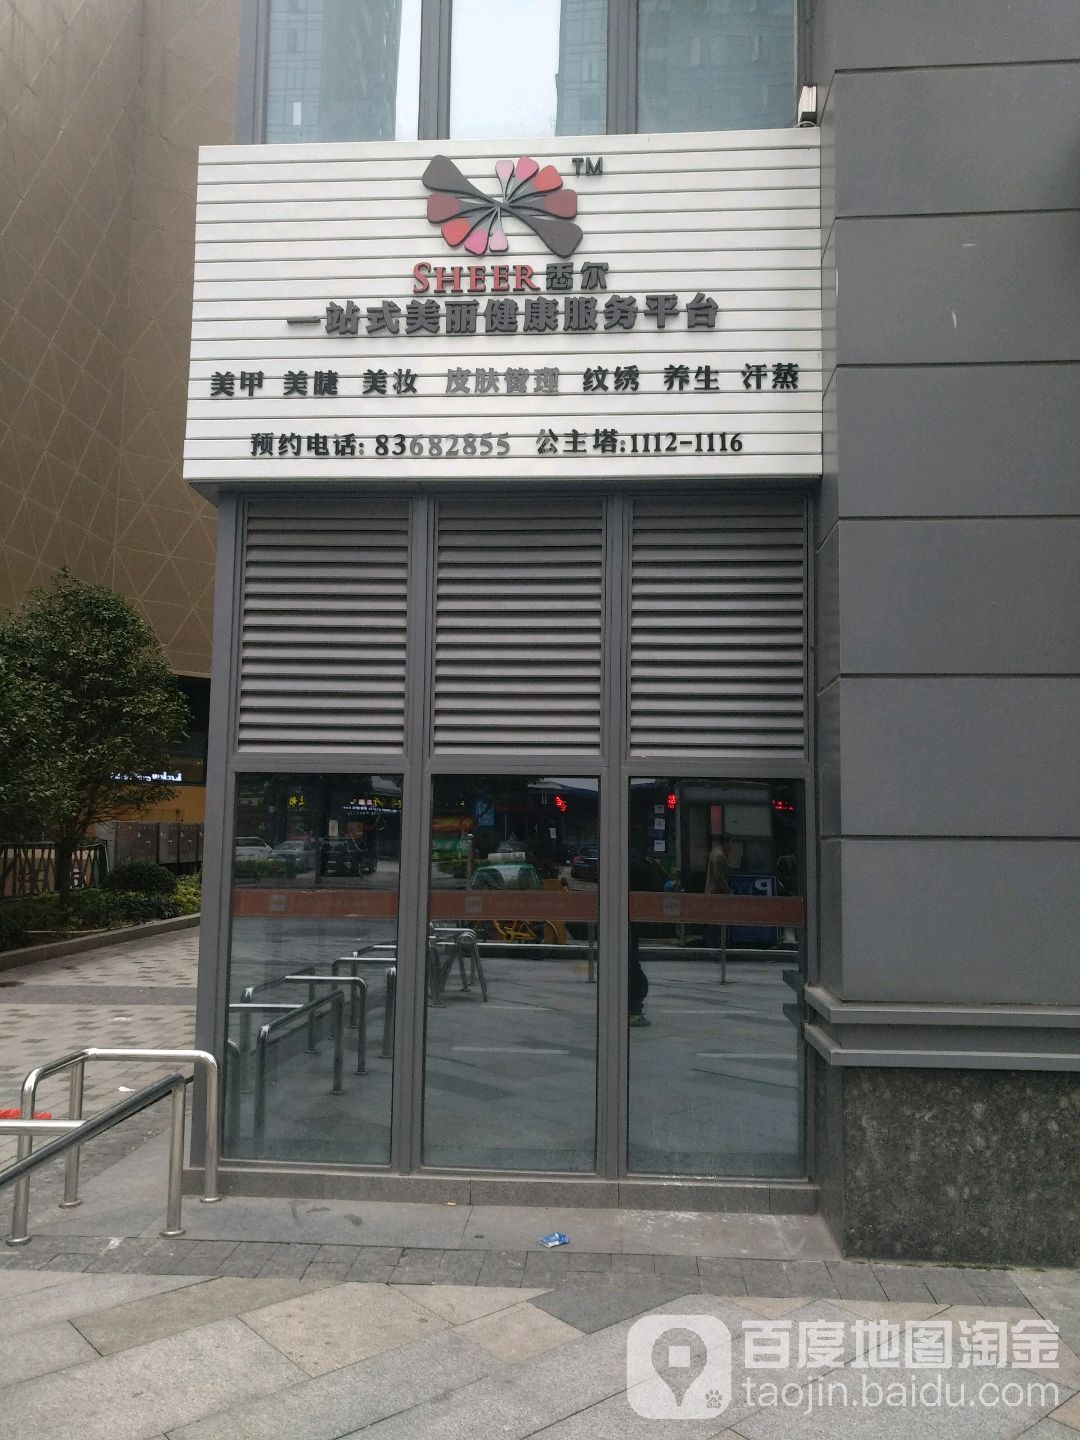 TM
SHEER 悉尔
一站式美丽健康服务平台
美甲 美睫 美妆 皮肤管理 纹绣 养生 汗蒸
预约电话: 83682855 公主塔:1112-1116
P
百度地图淘金
taojin.baidu.com